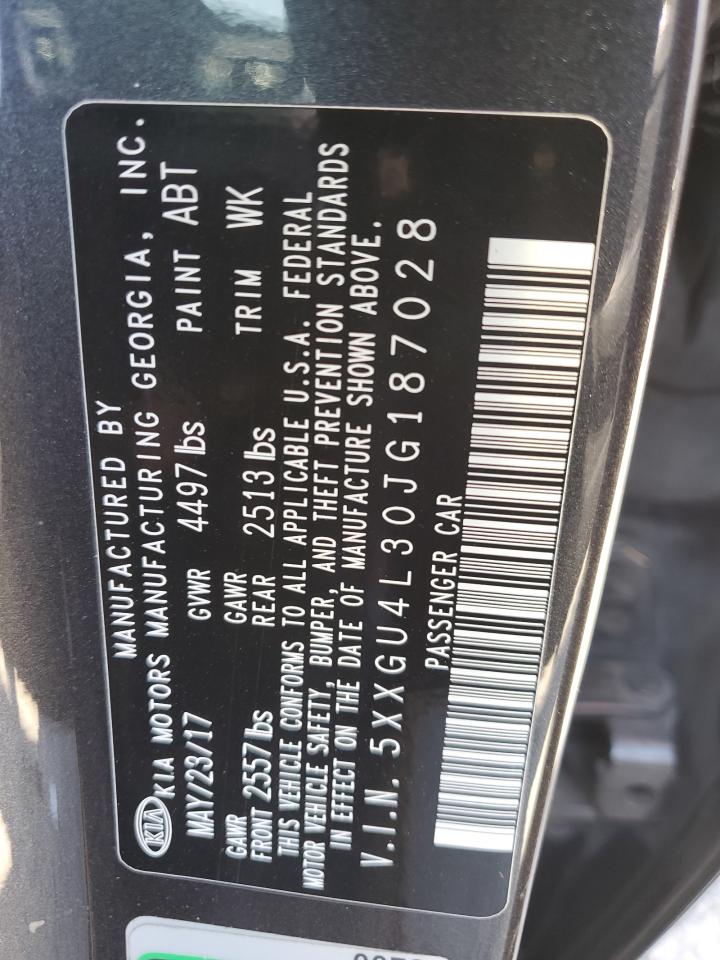 MANUFACTURED BY
KIA KIA MOTORS MANUFACTURING GEORGIA, INC.
MAY/23/17 GVWR 4497 lbs PAINT ABT
GAWR FRONT 2557 lbs GAWR REAR 2513 lbs TRIM WK
THIS VEHICLE CONFORMS TO ALL APPLICABLE U.S.A. FEDERAL
MOTOR VEHICLE SAFETY, BUMPER, AND THEFT PREVENTION STANDARDS
IN EFFECT ON THE DATE OF MANUFACTURE SHOWN ABOVE.
V.I.N. 5XXGU4L30JG187028
PASSENGER CAR